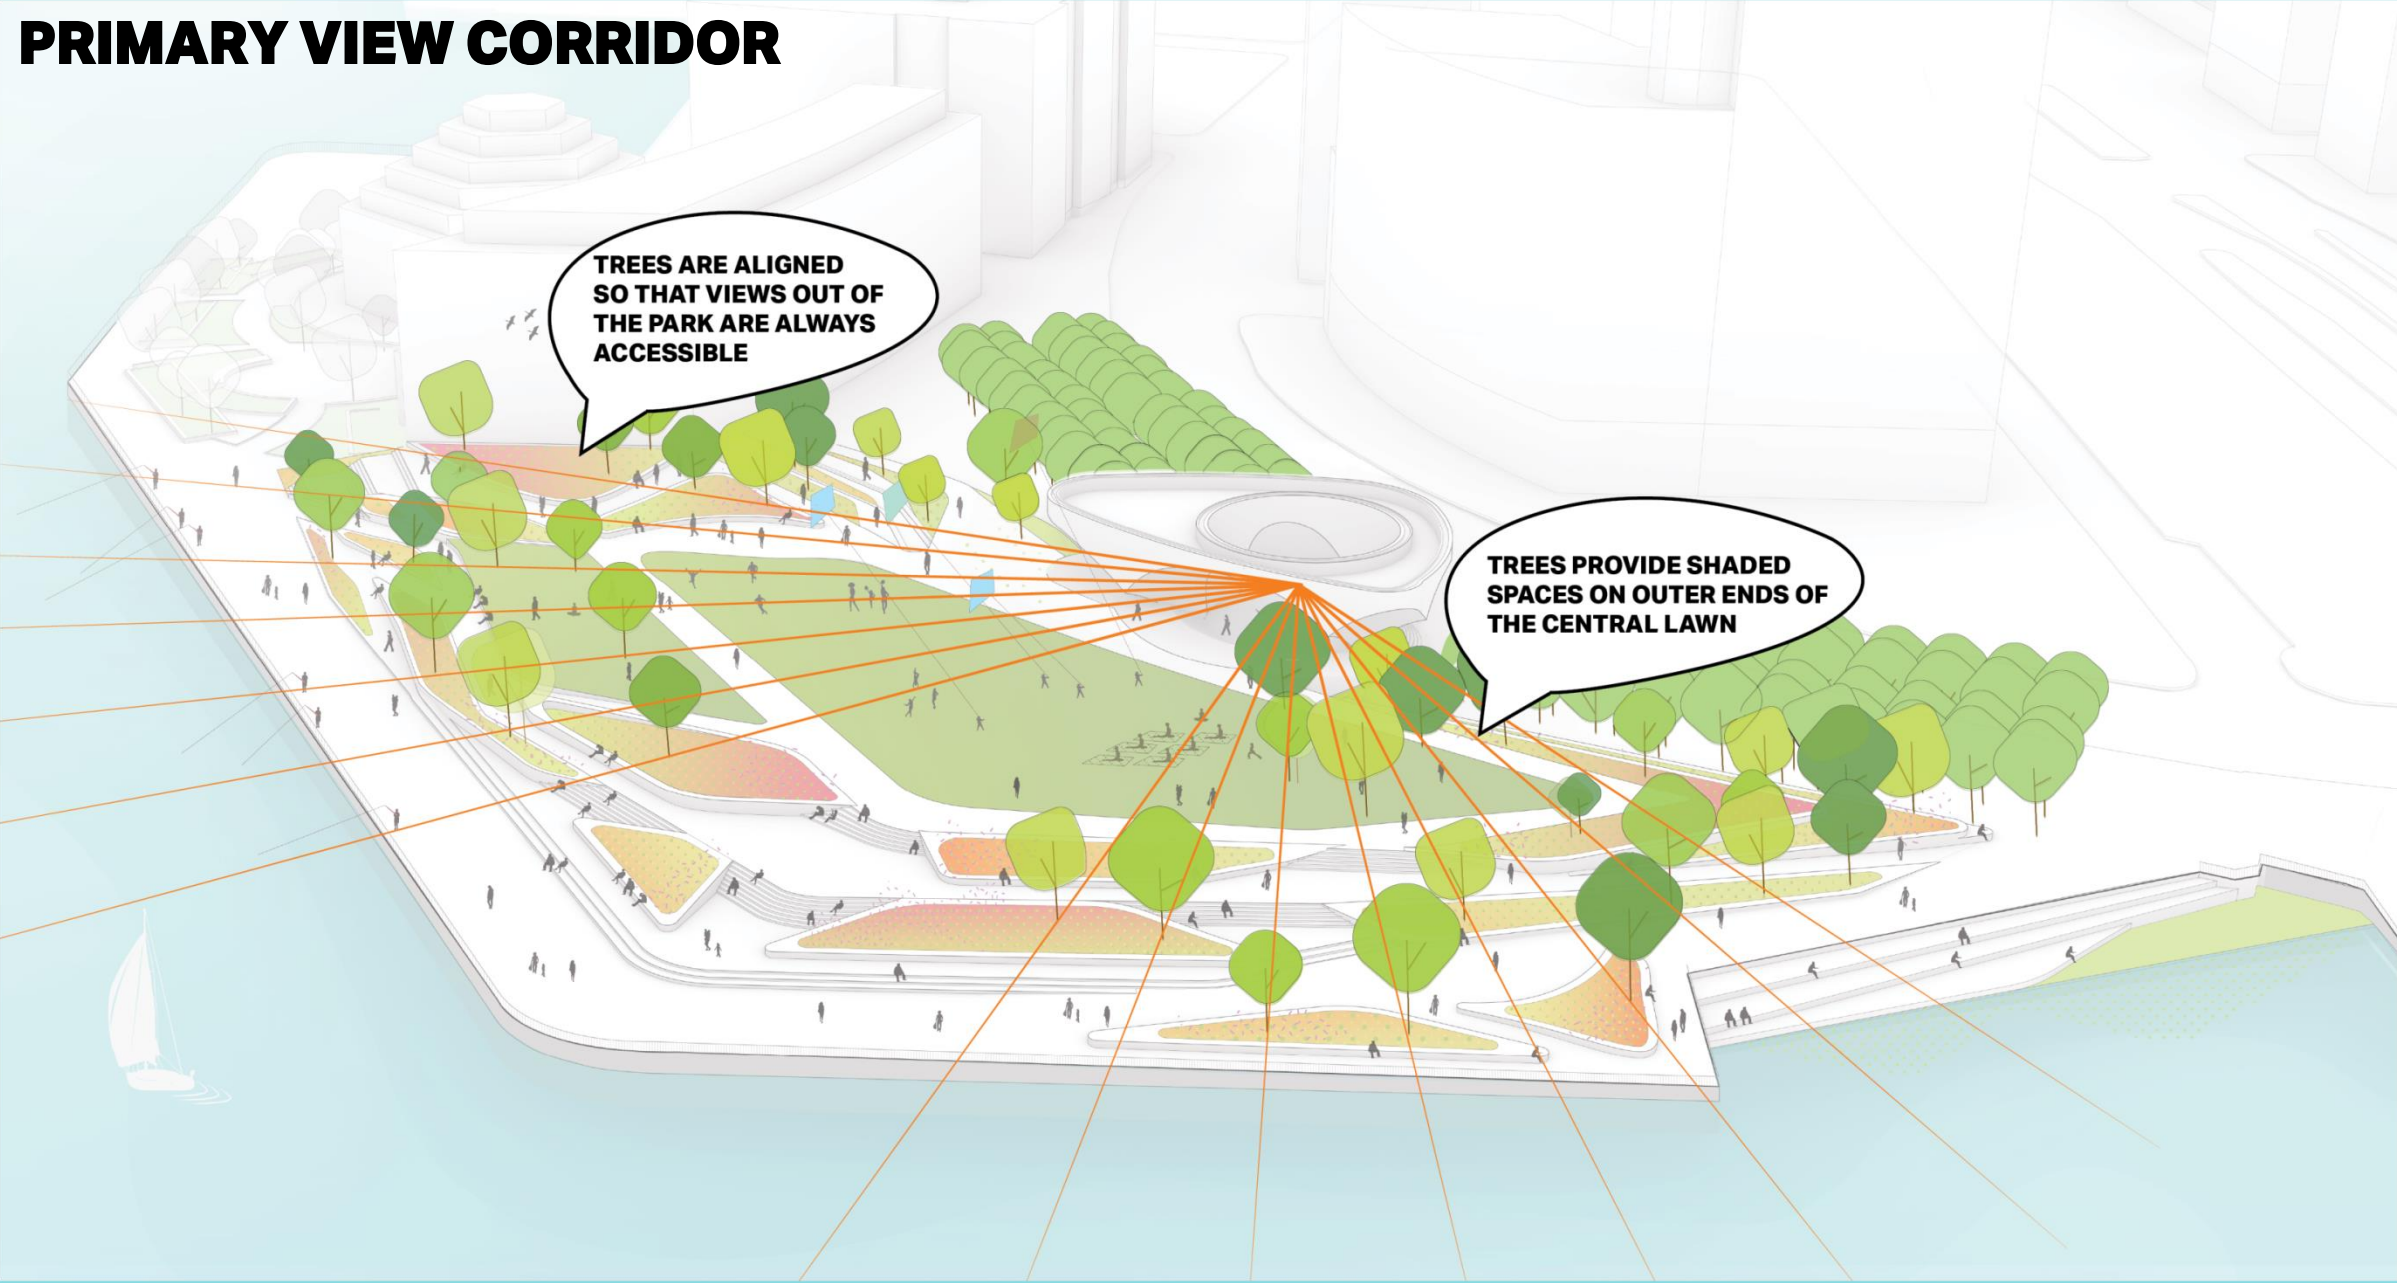 PRIMARY VIEW CORRIDOR
TREES ARE ALIGNED
SO THAT VIEWS OUT OF
THE PARK ARE ALWAYS
ACCESSIBLE
TREES PROVIDE SHADED
SPACES ON OUTER ENDS OF
THE CENTRAL LAWN